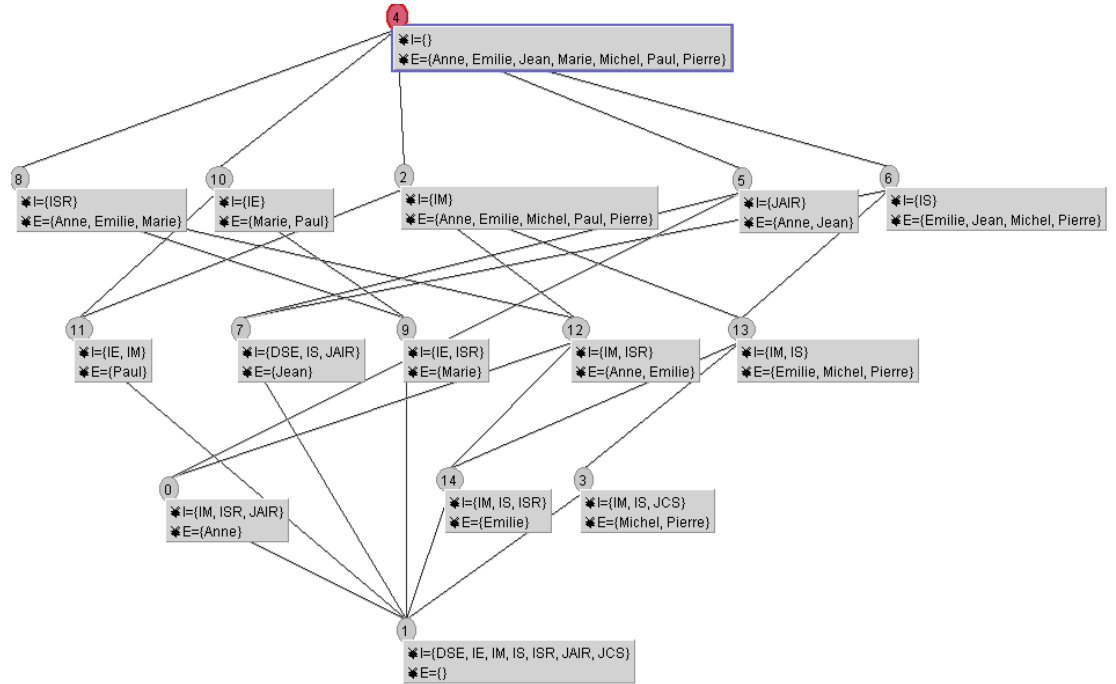 4
I={}
E={Anne, Emilie, Jean, Marie, Michel, Paul, Pierre}
8
I={ISR}
E={Anne, Emilie, Marie}
10
I={IE}
E={Marie, Paul}
2
I={IM}
E={Anne, Emilie, Michel, Paul, Pierre}
5
I={JAIR}
E={Anne, Jean}
6
I={IS}
E={Emilie, Jean, Michel, Pierre}
11
I={IE, IM}
E={Paul}
7
I={DSE, IS, JAIR}
E={Jean}
9
I={IE, ISR}
E={Marie}
12
I={IM, ISR}
E={Anne, Emilie}
13
I={IM, IS}
E={Emilie, Michel, Pierre}
0
I={IM, ISR, JAIR}
E={Anne}
14
I={IM, IS, ISR}
E={Emilie}
3
I={IM, IS, JCS}
E={Michel, Pierre}
1
I={DSE, IE, IM, IS, ISR, JAIR, JCS}
E={}